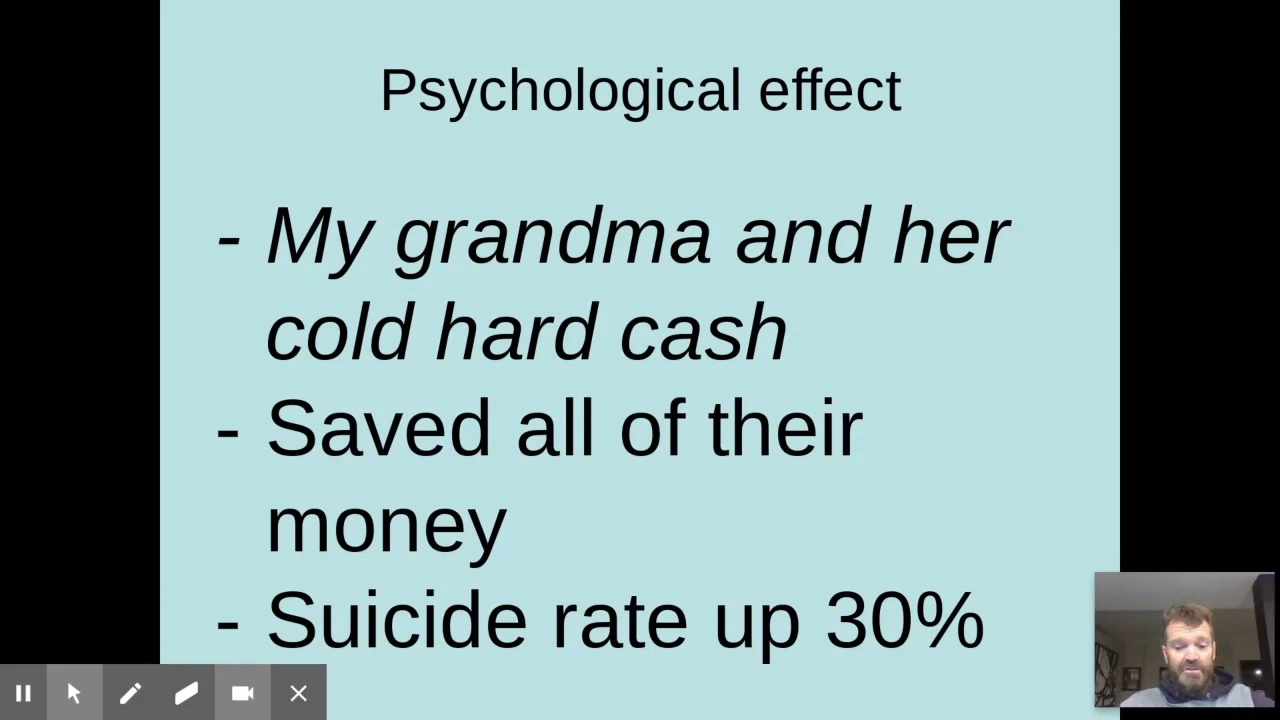 Psychological effect
- My grandma and her
cold hard cash
- Saved all of their
money
- Suicide rate up 30%